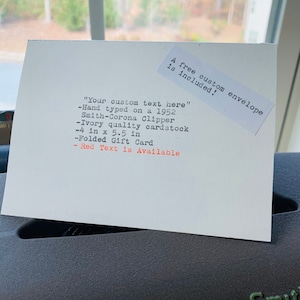 A free custom envelope
is included!
"Your custom text here"
-Hand typed on a 1952
Smith-Corona Clipper
-Ivory quality cardstock
-4 in x 5.5 in
-Folded Gift Card
- Red Text is Available